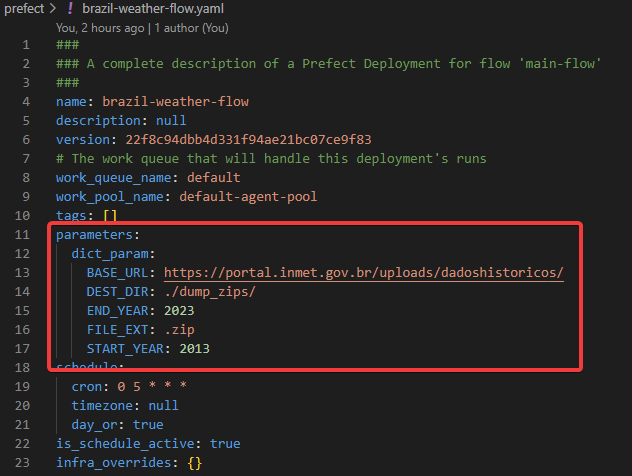 prefect > ! brazil-weather-flow.yaml
You, 2 hours ago | 1 author (You)
1 ###
2 ### A complete description of a Prefect Deployment for flow 'main-flow'
3 ###
4 name: brazil-weather-flow
5 description: null
6 version: 22f8c94dbb4d331f94ae21bc07ce9f83
7 # The work queue that will handle this deployment's runs
8 work_queue_name: default
9 work_pool_name: default-agent-pool
10 tags: []
11 parameters:
12 dict_param:
13 BASE_URL: https://portal.inmet.gov.br/uploads/dadoshistoricos/
14 DEST_DIR: ./dump_zips/
15 END_YEAR: 2023
16 FILE_EXT: .zip
17 START_YEAR: 2013
18 schedule:
19 cron: 0 5 * * *
20 timezone: null
21 day_or: true
22 is_schedule_active: true
23 infra_overrides: {}